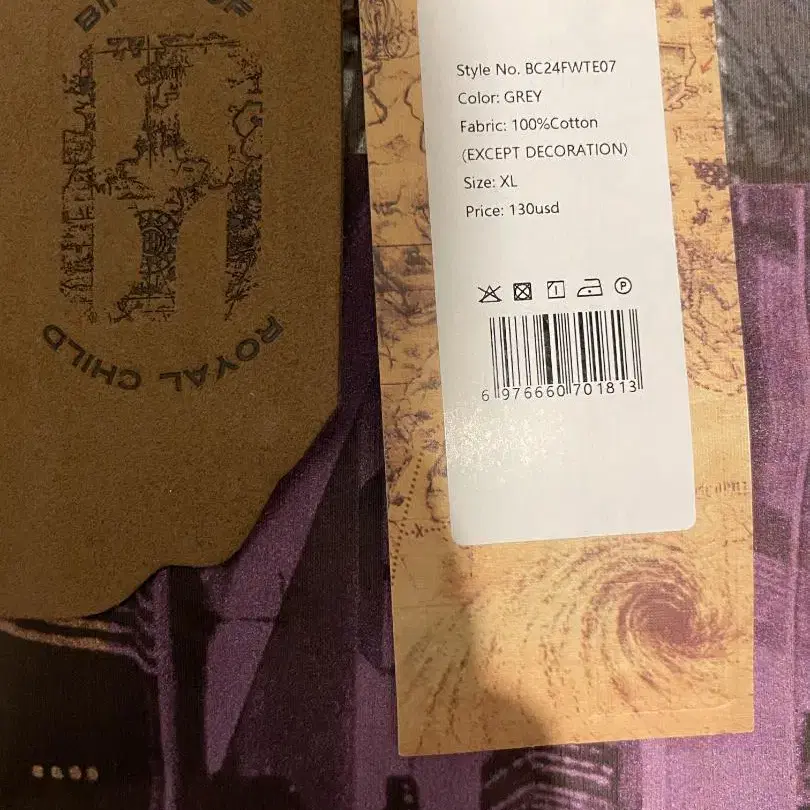 ROYAL CHILD
Style No. BC24FWTE07
Color: GREY
Fabric: 100%Cotton
(EXCEPT DECORATION)
Size: XL
Price: 130usd
P
6 976660 701813